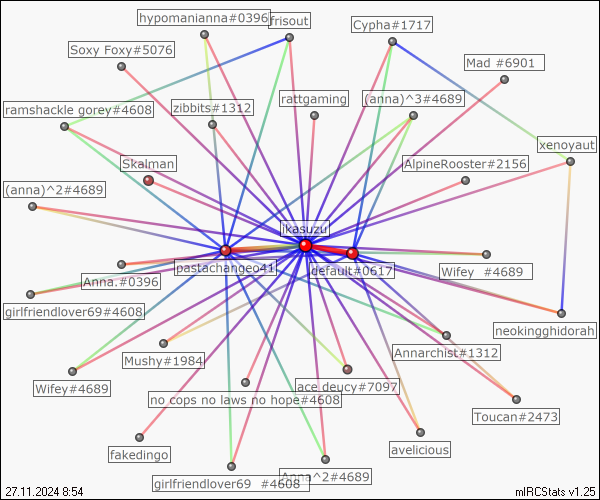 hypomanianna#0396
frisout
Cypha#1717
Soxy Foxy#5076
Mad #6901
ramshackle gorey#4608
zibbits#1312
rattgaming
(anna)^3#4689
xenoyaut
Skalman
AlpineRooster#2156
(anna)^2#4689
ikasuzu
pastachangeo41
default#0617
Anna.#0396
Wifey #4689
girlfriendlover69#4608
neokingghidorah
Mushy#1984
Annarchist#1312
Wifey#4689
ace deucy#7097
no cops no laws no hope#4608
Toucan#2473
fakedingo
avelicious
girlfriendlover69 #4608
Anna^2#4689
27.11.2024 8:54
mIRCStats v1.25